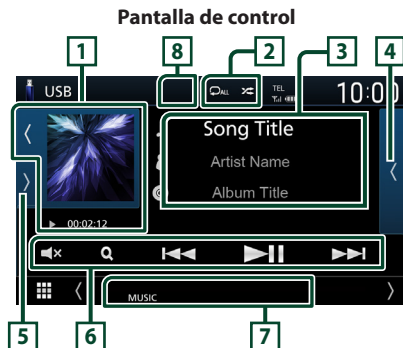 Pantalla de control
1
8
2
3
4
USB
ALL
TEL
10:00
Song Title
Artist Name
Album Title
00:02:12
MUSIC
5
6
7